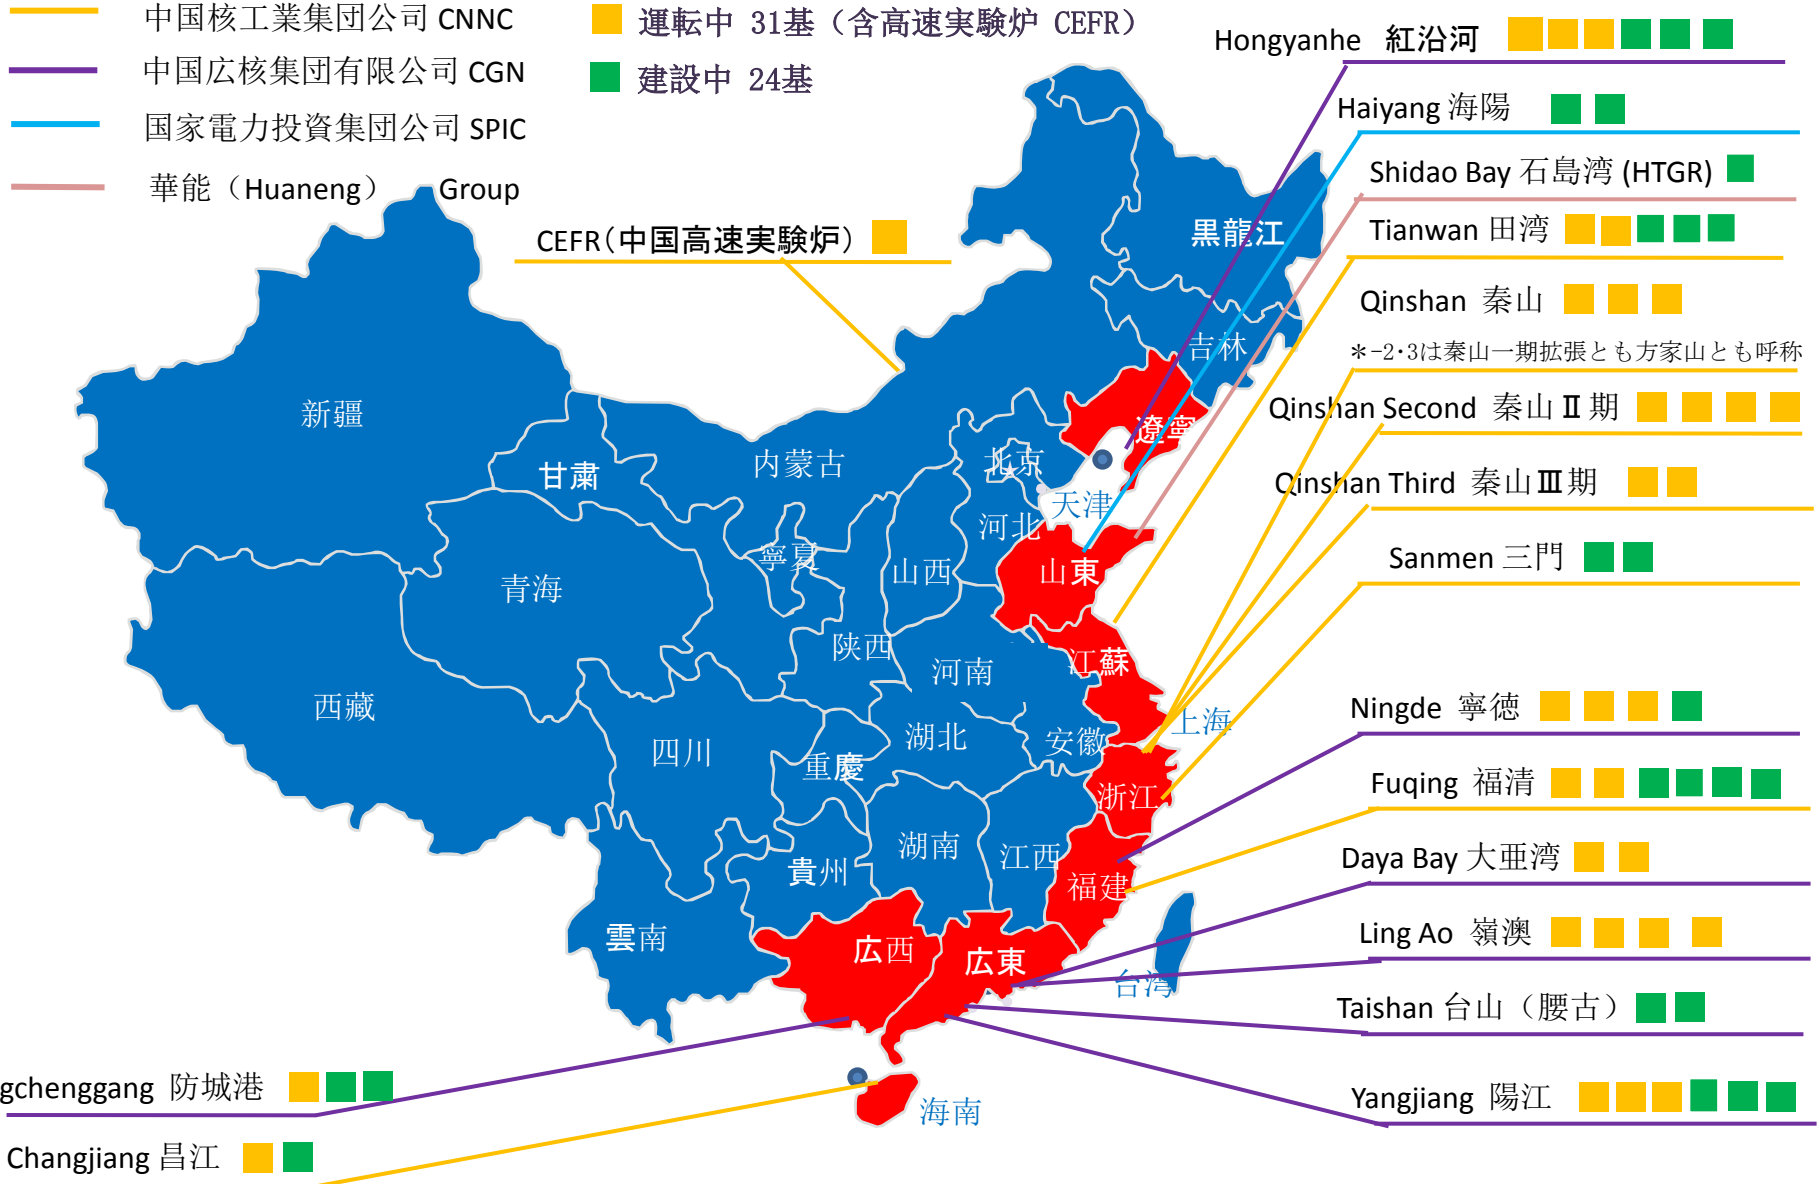 中国核工業集団公司 CNNC
中国広核集団有限公司 CGN
国家電力投資集団公司 SPIC
華能（Huaneng） Group
運転中 31基（含高速実験炉 CEFR）
建設中 24基
CEFR（中国高速実験炉）
Hongyanhe 紅沿河
Haiyang 海陽
Shidao Bay 石島湾 (HTGR)
Tianwan 田湾
Qinshan 秦山
＊-2・3は秦山一期拡張とも方家山とも呼称
Qinshan Second 秦山Ⅱ期
Qinshan Third 秦山Ⅲ期
Sanmen 三門
Ningde 寧徳
Fuqing 福清
Daya Bay 大亜湾
Ling Ao 嶺澳
Taishan 台山（腰古）
Yangjiang 陽江
gchenggang 防城港
Changjiang 昌江
黒龍江
吉林
遼寧
新疆
甘粛
内蒙古
北京
天津
河北
寧夏
山西
山東
青海
陝西
河南
江蘇
西藏
四川
重慶
湖北
安徽
上海
浙江
湖南
江西
貴州
福建
雲南
広西
広東
台湾
海南